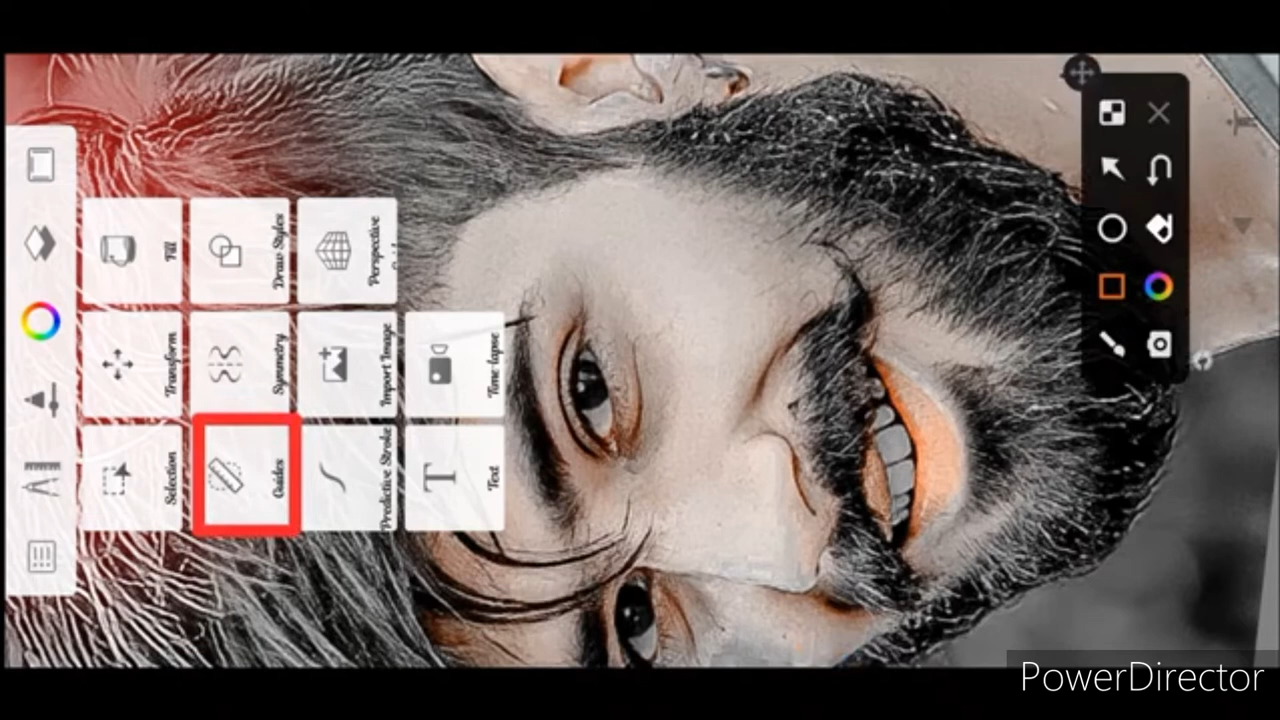 Fill
Draw Styles
Perspective
Transform
Symmetry
Import Image
Time lapse
Selection
Guides
Predictive Stroke
T
Text
PowerDirector